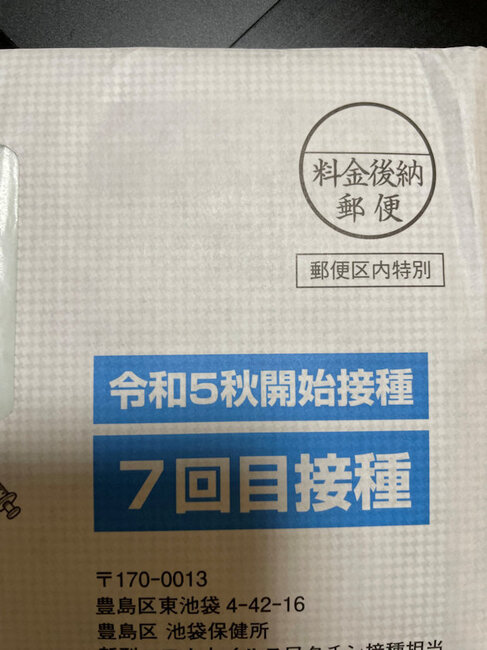 料金後納
郵便
郵便区内特別
令和5秋開始接種
7回目接種
〒170-0013
豊島区東池袋 4-42-16
豊島区 池袋保健所